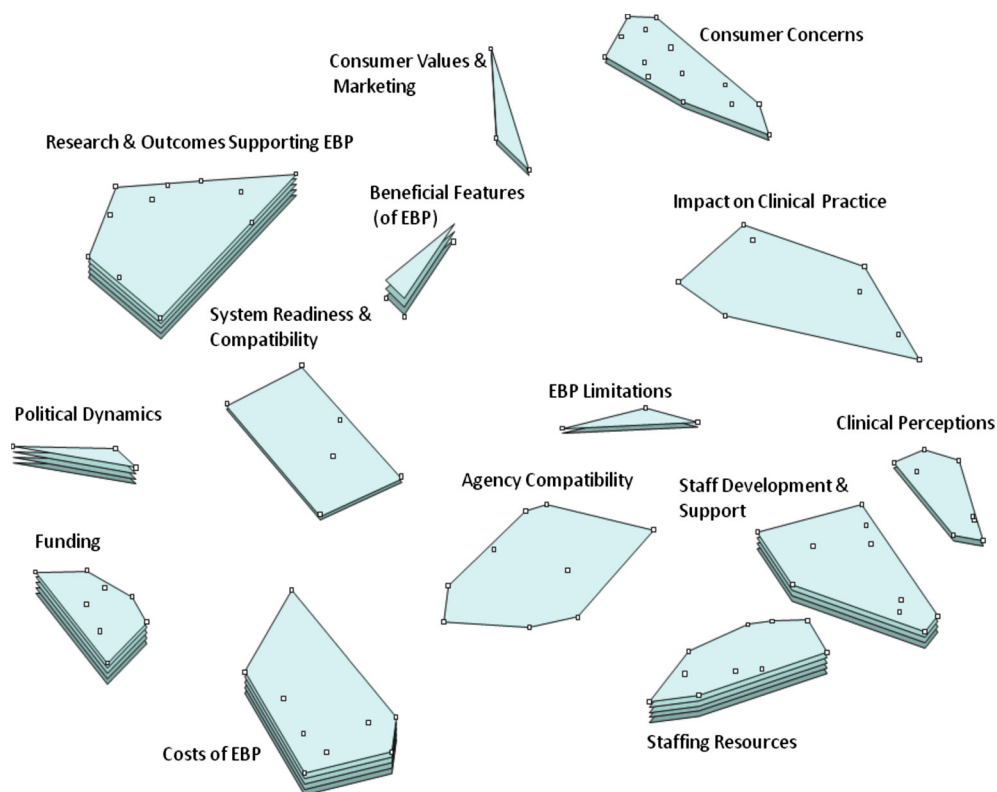 Consumer Concerns
Consumer Values &
Marketing
Research & Outcomes Supporting EBP
Beneficial Features
(of EBP)
Impact on Clinical Practice
System Readiness &
Compatibility
EBP Limitations
Political Dynamics
Clinical Perceptions
Agency Compatibility
Staff Development &
Support
Funding
Costs of EBP
Staffing Resources